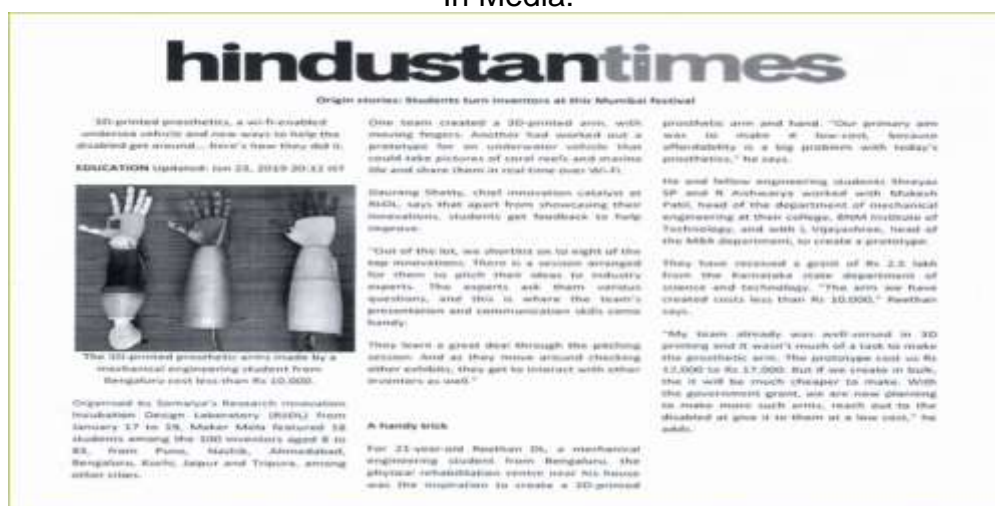 In Media:
hindustantimes
Origin stories: Students turn inventors at this Mumbai festival
3D-printed prosthetics, a wi-fi-enabled
undersea vehicle and new ways to help the
disabled get around... here's how they did it.
EDUCATION Updated: Jan 23, 2019 20:12 IST
The 3D-printed prosthetic arms made by a
mechanical engineering student from
Bengaluru cost less than Rs 10,000.
Organised by Somaiya's Research Innovation
Incubation Design Laboratory (RiiDL) from
January 17 to 19, Maker Mela featured 18
students among the 100 inventors aged 8 to
83, from Pune, Nashik, Ahmedabad,
Bengaluru, Kochi, Jaipur and Tripura, among
other cities.
One team created a 3D-printed arm, with
moving fingers. Another had worked out a
prototype for an underwater vehicle that
could take pictures of coral reefs and marine
life and share them in real time over Wi-Fi.
Gaurang Shetty, chief innovation catalyst at
RiiDL, says that apart from showcasing their
innovations, students get feedback to help
improve.
"Out of the lot, we shortlist six to eight of the
top innovations. There is a session arranged
for them to pitch their ideas to industry
experts. The experts ask them various
questions, and this is where the team's
presentation and communication skills come
handy.
They learn a great deal through the pitching
session. And as they move around checking
other exhibits, they get to interact with other
inventors as well."
A handy trick
For 21-year-old Reethan DL, a mechanical
engineering student from Bengaluru, the
physical rehabilitation centre near his house
was the inspiration to create a 3D-printed
prosthetic arm and hand. "Our primary aim
was to make it low-cost, because
affordability is a big problem with today's
prosthetics," he says.
He and fellow engineering students Shreyas
SP and R Aishwarya worked with Mukesh
Patil, head of the department of mechanical
engineering at their college, BNM Institute of
Technology, and with L Vijayashree, head of
the MBA department, to create a prototype.
They have received a grant of Rs 2.5 lakh
from the Karnataka state department of
science and technology. "The arm we have
created costs less than Rs 10,000," Reethan
says.
"My team already was well-versed in 3D
printing and it wasn't much of a task to make
the prosthetic arm. The prototype cost us Rs
12,000 to Rs 17,000. But if we create in bulk,
the it will be much cheaper to make. With
the government grant, we are now planning
to make more such arms, reach out to the
disabled at give it to them at a low cost," he
adds.